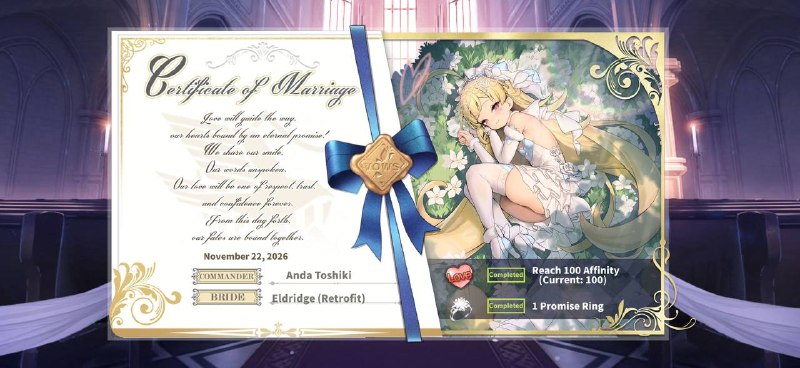 Certificate of Marriage
Love will guide the way,
our hearts bound by an eternal promise!
We share our smile,
Our words unspoken.
Our love will be one of respect, trust,
and confidence forever.
From this day forth,
our fates are bound together.
November 22, 2026
COMMANDER
Anda Toshiki
BRIDE
Eldridge (Retrofit)
VOWS
LOVE
Completed
Reach 100 Affinity
(Current: 100)
Completed
1 Promise Ring